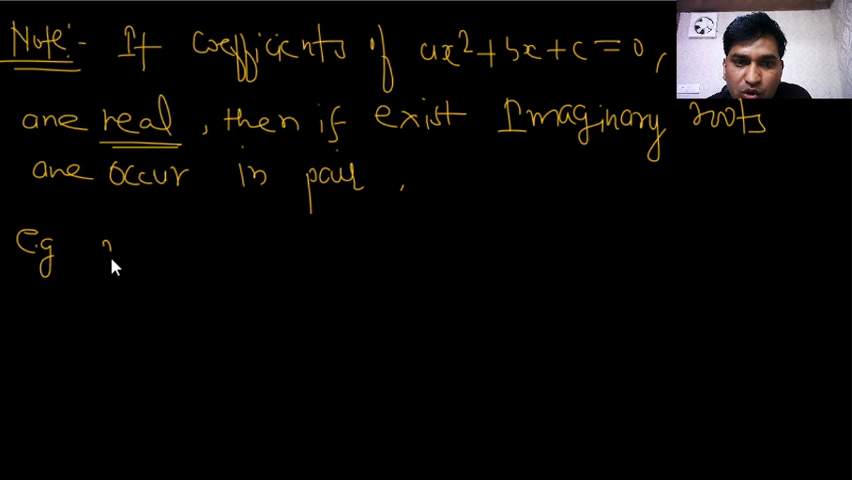 Note:- If coefficients of ax²+bx+c=0,
are real, then if exist Imaginary roots
are occur in pair.
e.g